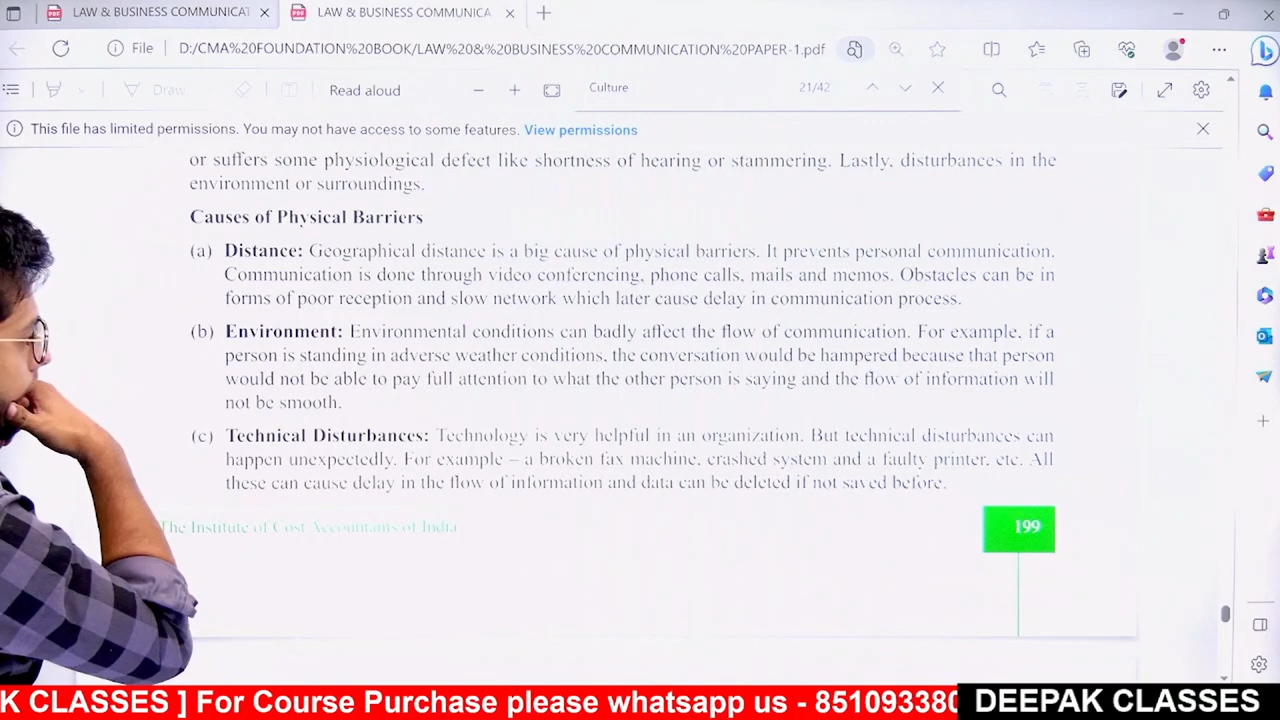 LAW & BUSINESS COMMUNICATI
LAW & BUSINESS COMMUNICA
File
D:/CMA%20FOUNDATION%20BOOK/LAW%20&%20BUSINESS%20COMMUNICATION%20PAPER-1.pdf
Draw
Read aloud
Culture
21/42
This file has limited permissions. You may not have access to some features. View permissions
or suffers some physiological defect like shortness of hearing or stammering. Lastly, disturbances in the
environment or surroundings.
Causes of Physical Barriers
(a) Distance: Geographical distance is a big cause of physical barriers. It prevents personal communication.
Communication is done through video conferencing, phone calls, mails and memos. Obstacles can be in
forms of poor reception and slow network which later cause delay in communication process.
(b) Environment: Environmental conditions can badly affect the flow of communication. For example, if a
person is standing in adverse weather conditions, the conversation would be hampered because that person
would not be able to pay full attention to what the other person is saying and the flow of information will
not be smooth.
(c) Technical Disturbances: Technology is very helpful in an organization. But technical disturbances can
happen unexpectedly. For example – a broken fax machine, crashed system and a faulty printer, etc. All
these can cause delay in the flow of information and data can be deleted if not saved before.
The Institute of Cost Accountants of India
199
K CLASSES ] For Course Purchase please whatsapp us - 851093380
DEEPAK CLASSES